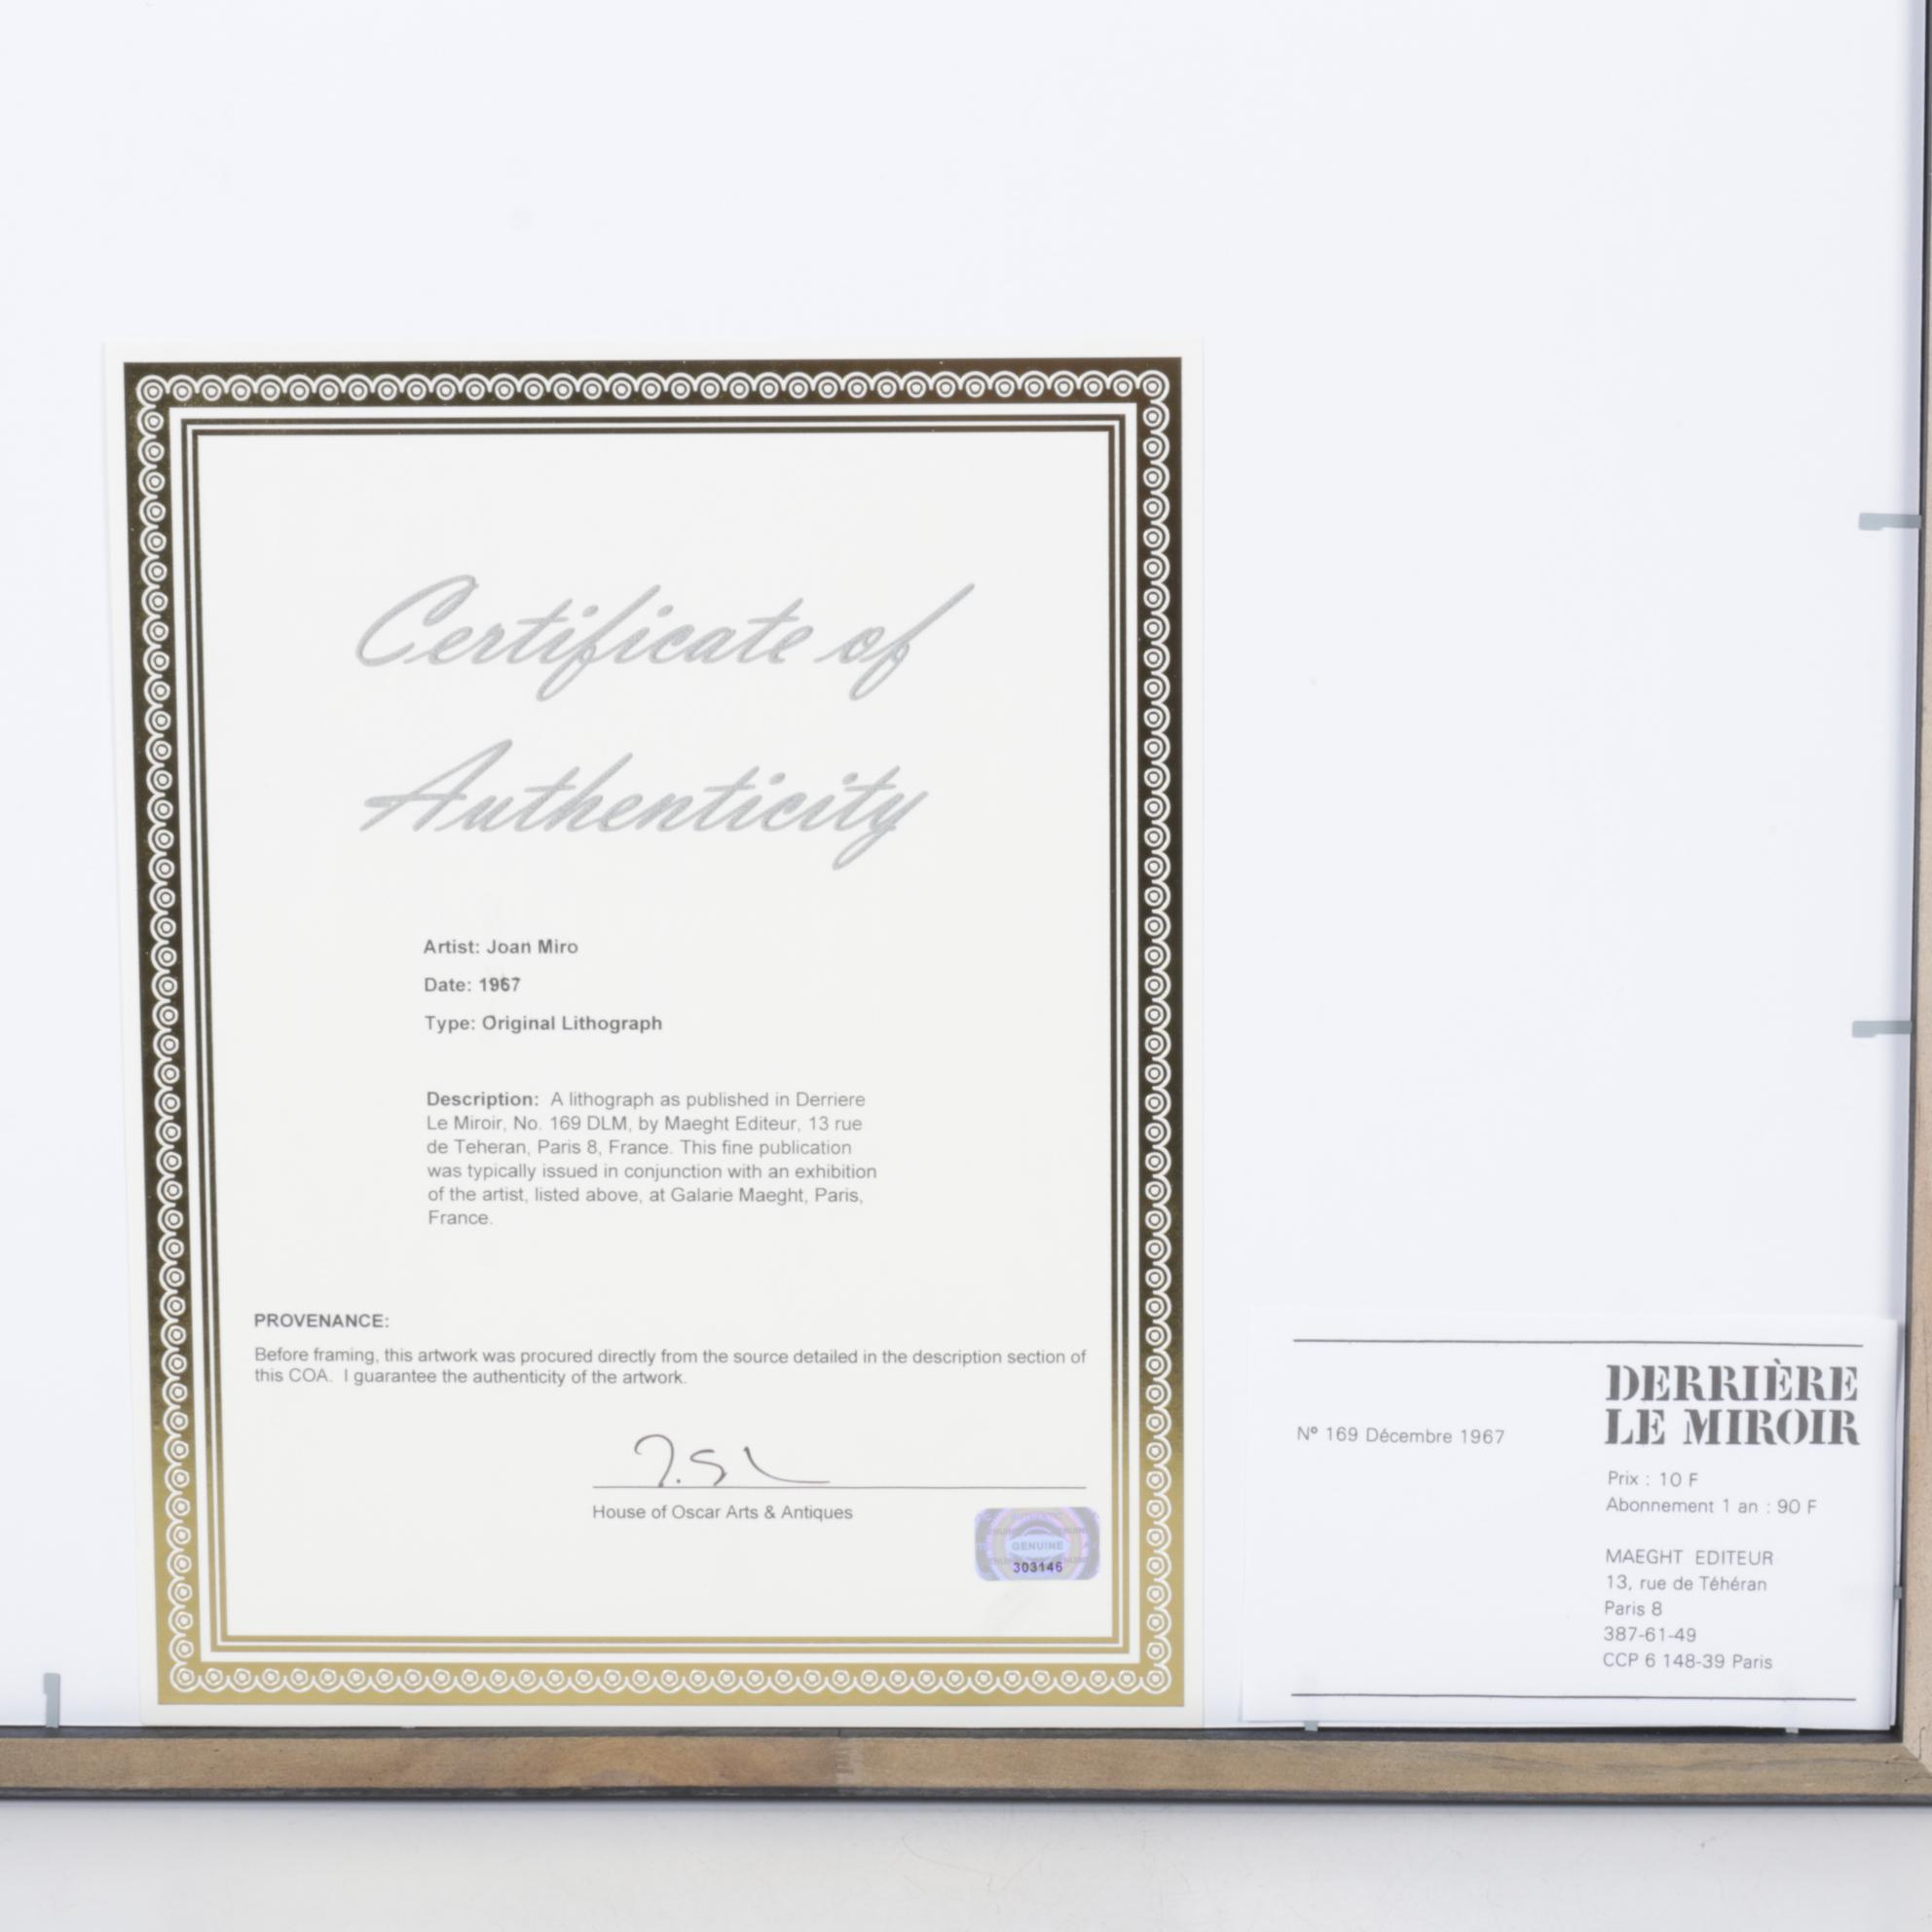 Certificate of
Authenticity
Artist: Joan Miro
Date: 1967
Type: Original Lithograph
Description: A lithograph as published in Derriere
Le Miroir, No. 169 DLM, by Maeght Editeur, 13 rue
de Teheran, Paris 8, France. This fine publication
was typically issued in conjunction with an exhibition
of the artist, listed above, at Galarie Maeght, Paris,
France.
PROVENANCE:
Before framing, this artwork was procured directly from the source detailed in the description section of
this COA. I guarantee the authenticity of the artwork.
House of Oscar Arts & Antiques
GENUINE
303146
DERRIÈRE
LE MIROIR
Nº 169 Décembre 1967
Prix : 10 F
Abonnement 1 an : 90 F
MAEGHT EDITEUR
13, rue de Téhéran
Paris 8
387-61-49
CCP 6 148-39 Paris